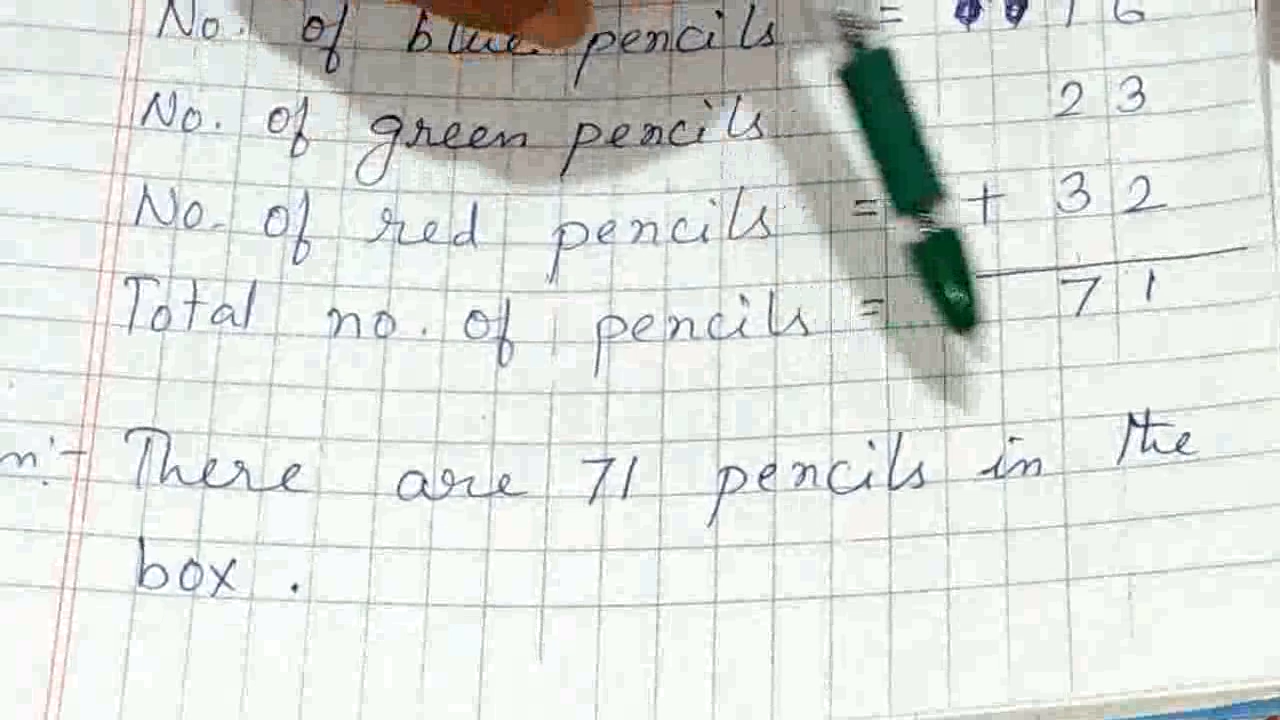 No. of blue pencils = 16
No. of green pencils 23
No. of red pencils = + 32
Total no. of pencils = 71
There are 71 pencils in the
box.